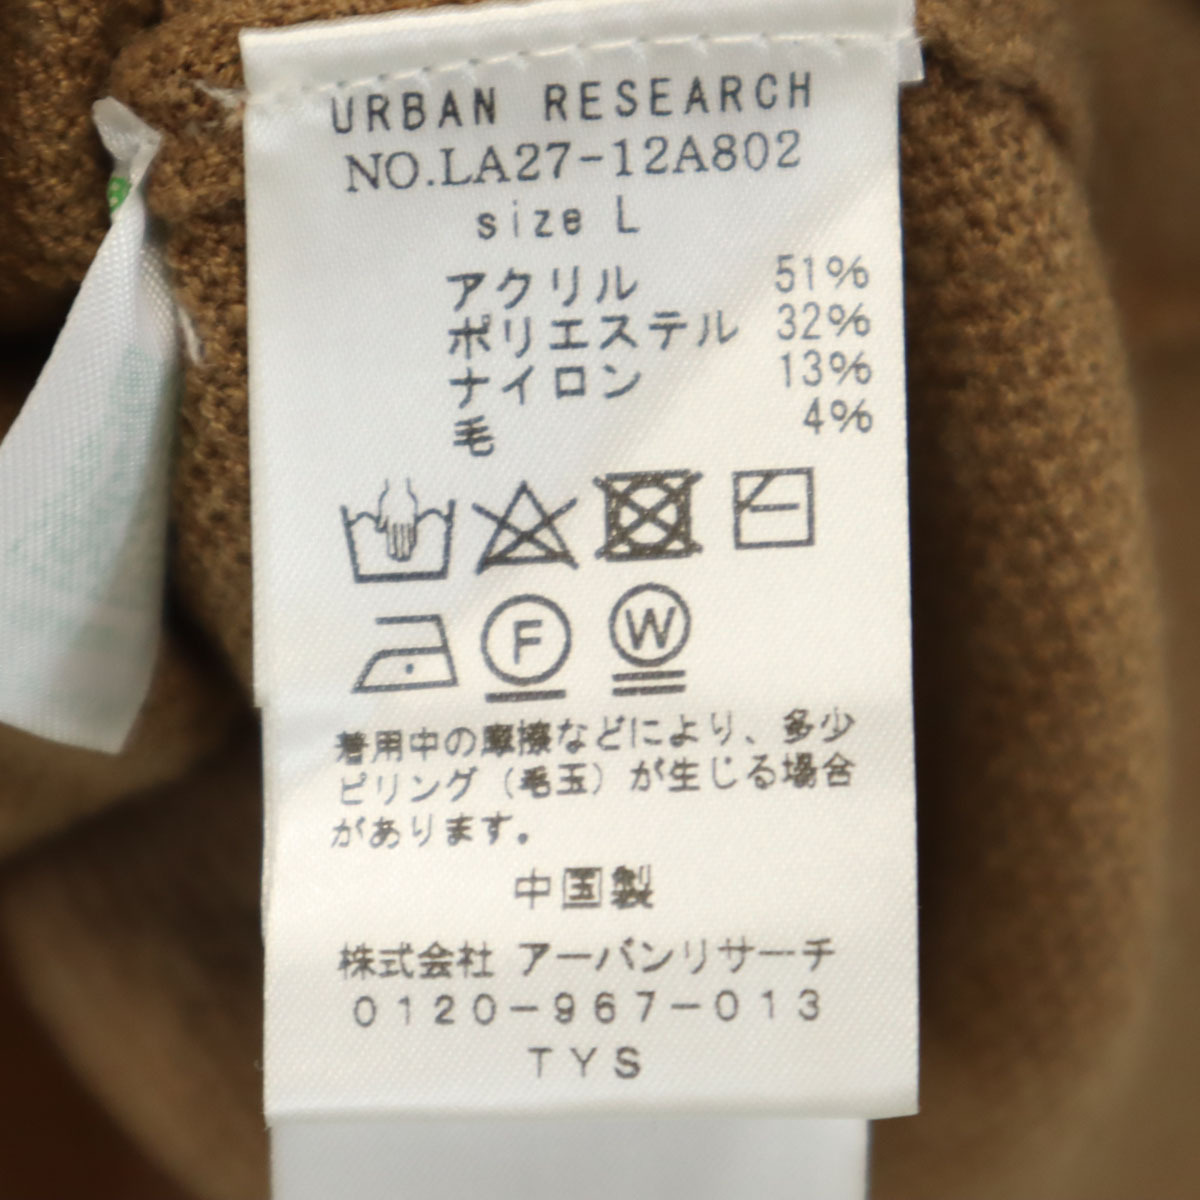 URBAN RESEARCH
NO.LA27-12A802
size L
アクリル 51%
ポリエステル 32%
ナイロン 13%
毛 4%
F W
着用中の摩擦などにより、多少
ピリング（毛玉）が生じる場合
があります。
中国製
株式会社 アーバンリサーチ
0120-967-013
TYS